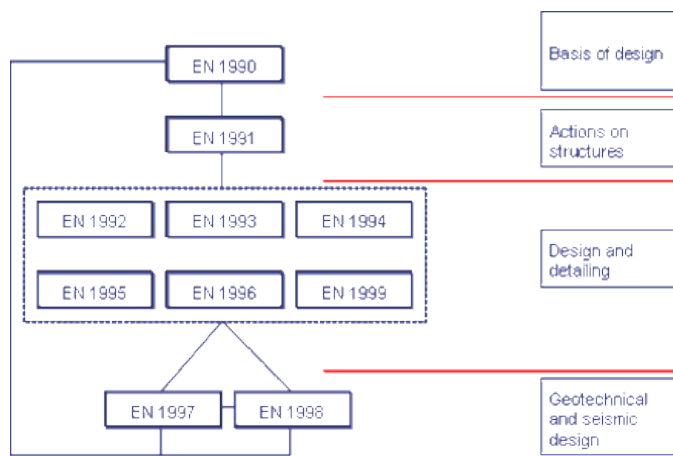 EN 1990
Basis of design
EN 1991
Actions on
structures
EN 1992 EN 1993 EN 1994
Design and
detailing
EN 1995 EN 1996 EN 1999
EN 1997 EN 1998
Geotechnical
and seismic
design